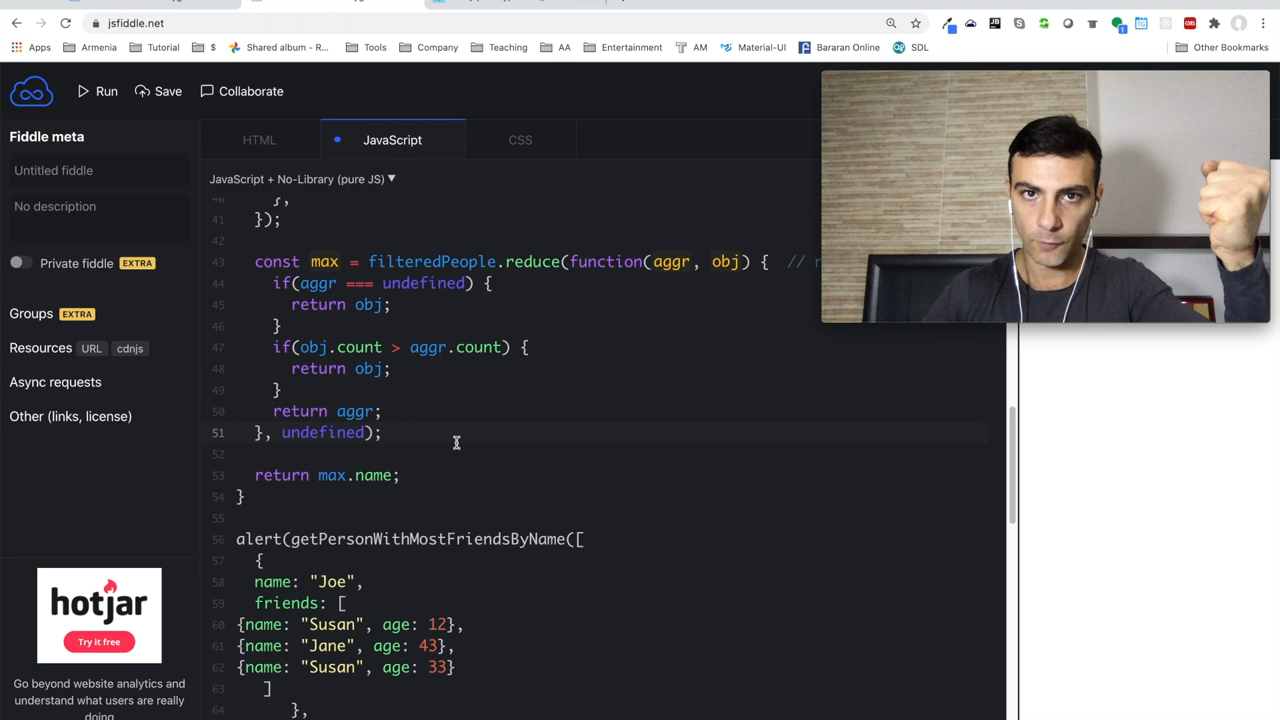 jsfiddle.net
Apps Armenia Tutorial $ Shared album - R... Tools Company Teaching AA Entertainment AM Material-UI Bararan Online SDL Other Bookmarks
Run Save Collaborate
Fiddle meta
Untitled fiddle
No description
Private fiddle EXTRA
Groups EXTRA
Resources URL cdnjs
Async requests
Other (links, license)
hotjar
Try it free
Go beyond website analytics and
understand what users are really
doing
HTML JavaScript CSS
JavaScript + No-Library (pure JS)
40 },
41 });
42
43 const max = filteredPeople.reduce(function(aggr, obj) { //
44 if(aggr === undefined) {
45 return obj;
46 }
47 if(obj.count > aggr.count) {
48 return obj;
49 }
50 return aggr;
51 }, undefined);
52
53 return max.name;
54 }
55
56 alert(getPersonWithMostFriendsByName([
57 {
58 name: "Joe",
59 friends: [
60 {name: "Susan", age: 12},
61 {name: "Jane", age: 43},
62 {name: "Susan", age: 33}
63 ]
64 },